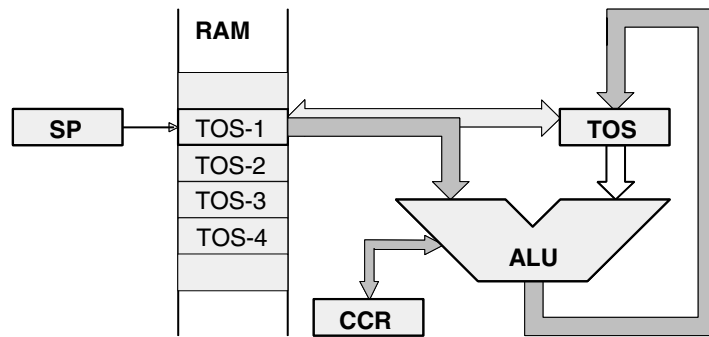 RAM
SP
TOS-1
TOS
TOS-2
TOS-3
TOS-4
ALU
CCR